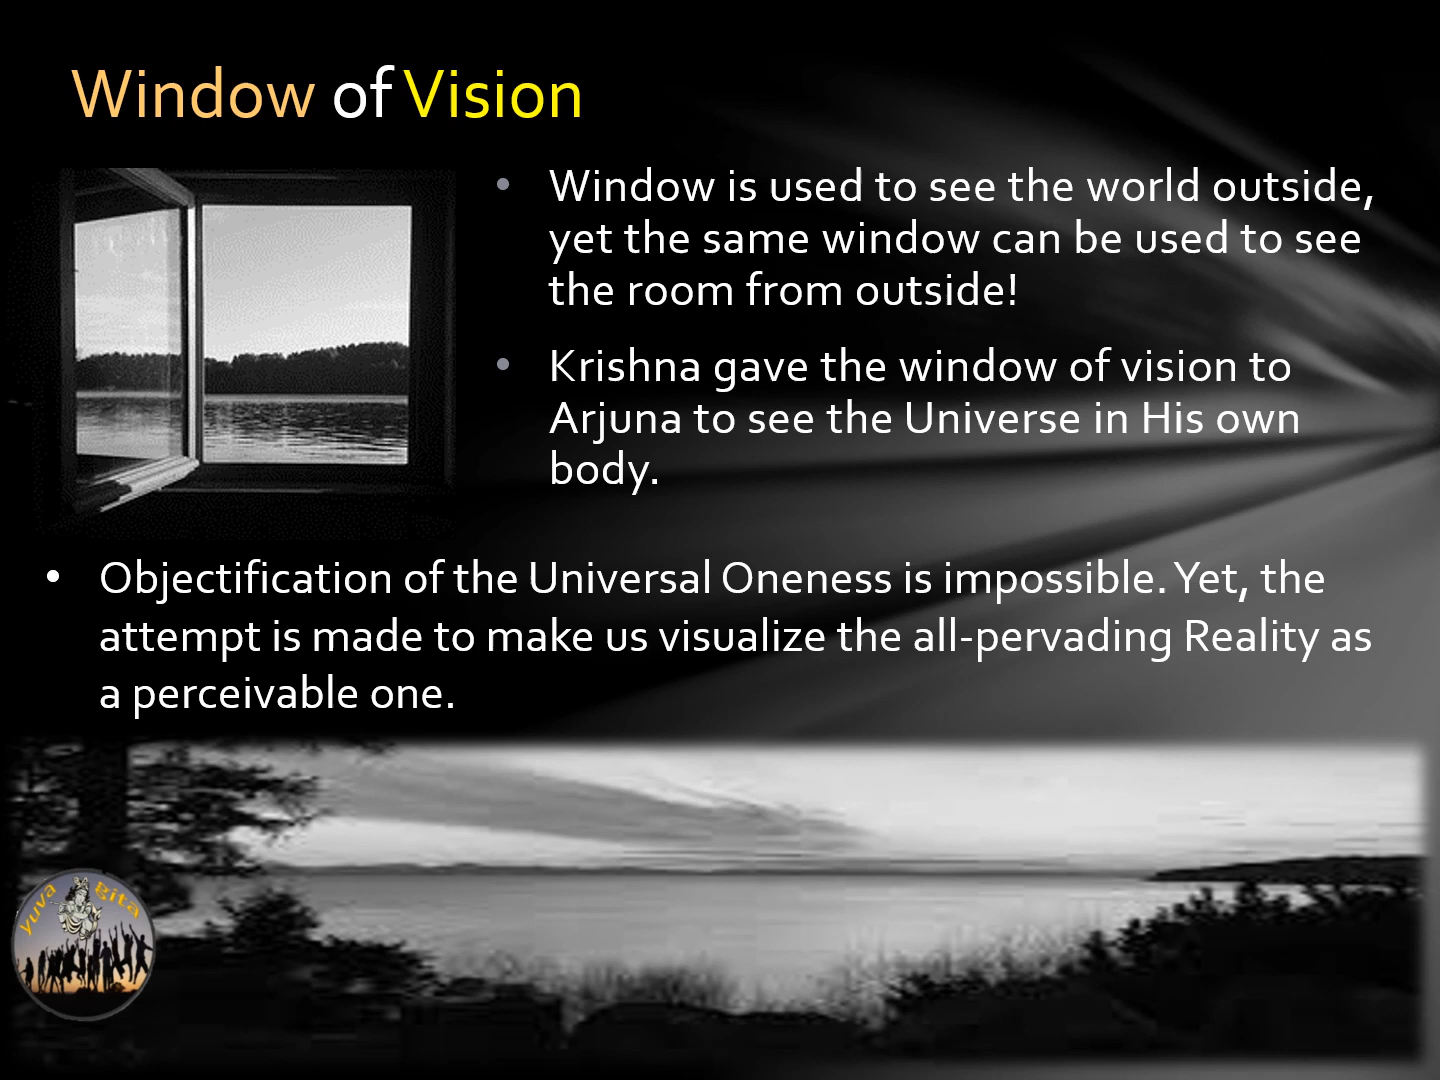 Window of Vision
• Window is used to see the world outside,
yet the same window can be used to see
the room from outside!
• Krishna gave the window of vision to
Arjuna to see the Universe in His own
body.
• Objectification of the Universal Oneness is impossible. Yet, the
attempt is made to make us visualize the all-pervading Reality as
a perceivable one.
yuva gita